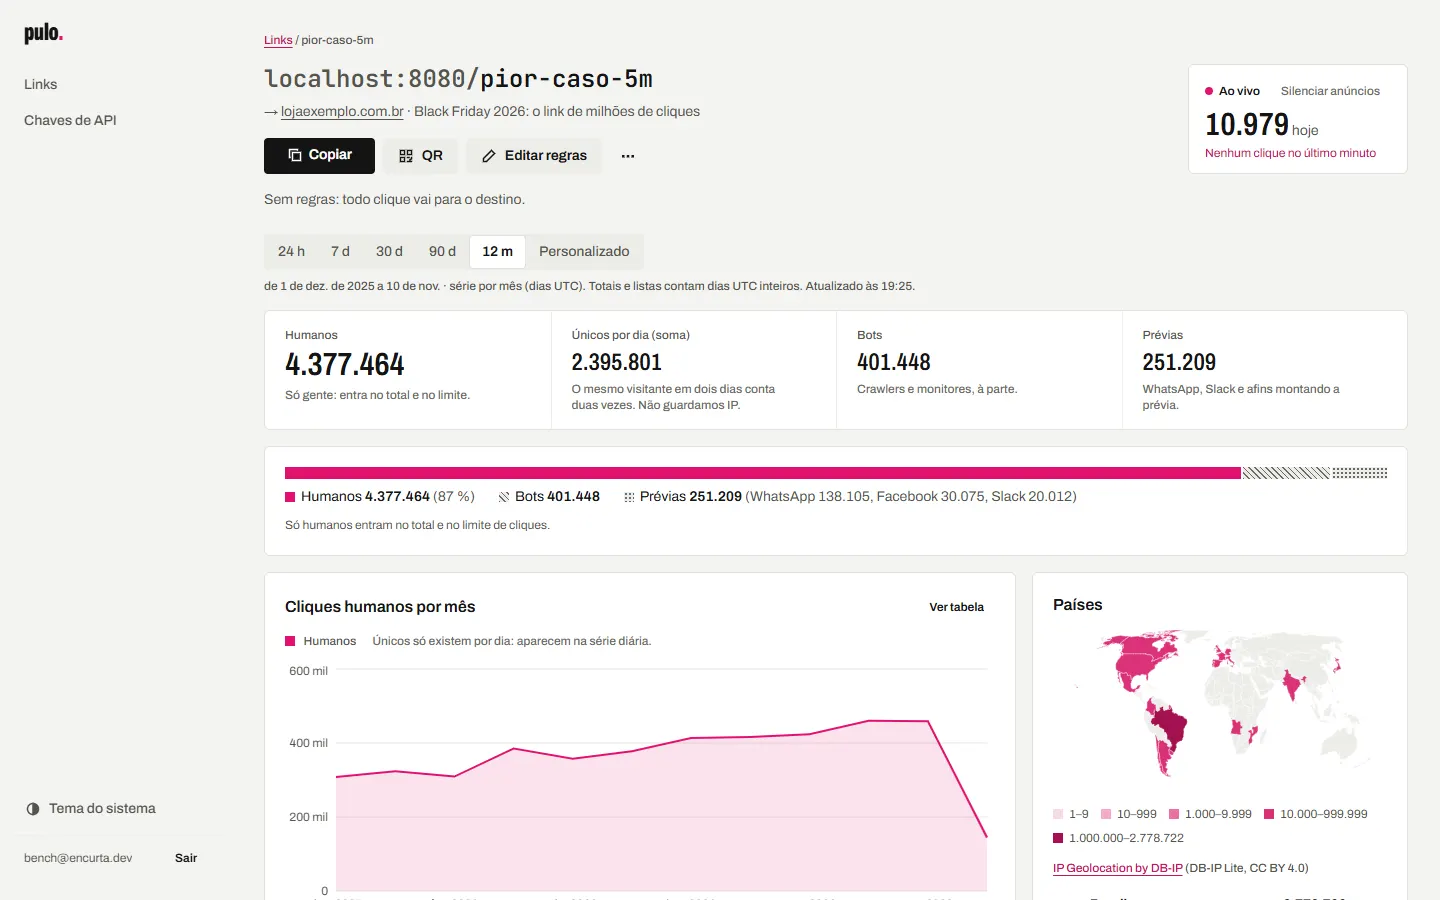 pulo.
Links
Chaves de API
Tema do sistema
bench@encurta.dev Sair
Links / pior-caso-5m
localhost:8080/pior-caso-5m
→ lojaexemplo.com.br · Black Friday 2026: o link de milhões de cliques
Copiar QR Editar regras ···
Sem regras: todo clique vai para o destino.
Ao vivo Silenciar anúncios
10.979 hoje
Nenhum clique no último minuto
24 h 7 d 30 d 90 d 12 m Personalizado
de 1 de dez. de 2025 a 10 de nov. · série por mês (dias UTC). Totais e listas contam dias UTC inteiros. Atualizado às 19:25.
Humanos
4.377.464
Só gente: entra no total e no limite.
Únicos por dia (soma)
2.395.801
O mesmo visitante em dois dias conta
duas vezes. Não guardamos IP.
Bots
401.448
Crawlers e monitores, à parte.
Prévias
251.209
WhatsApp, Slack e afins montando a
prévia.
Humanos 4.377.464 (87 %) Bots 401.448 Prévias 251.209 (WhatsApp 138.105, Facebook 30.075, Slack 20.012)
Só humanos entram no total e no limite de cliques.
Cliques humanos por mês Ver tabela
Humanos Únicos só existem por dia: aparecem na série diária.
600 mil
400 mil
200 mil
0
Países
1–9 10–999 1.000–9.999 10.000–999.999
1.000.000–2.778.722
IP Geolocation by DB-IP (DB-IP Lite, CC BY 4.0)